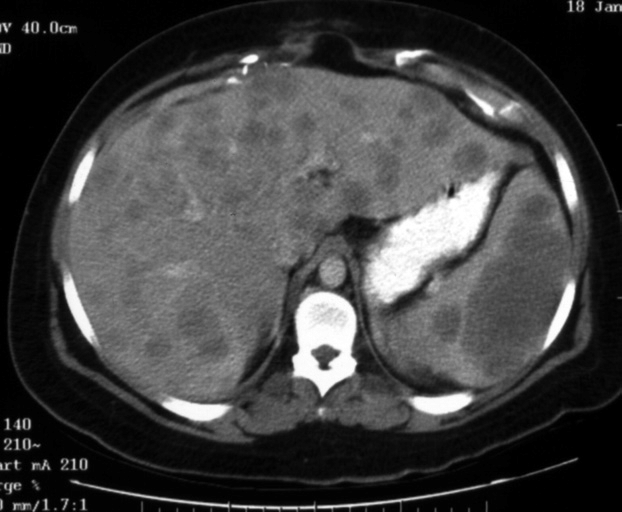 18 Jan
OV 40.0cm
140
210~
art mA 210
rge %
mm/1.7:1